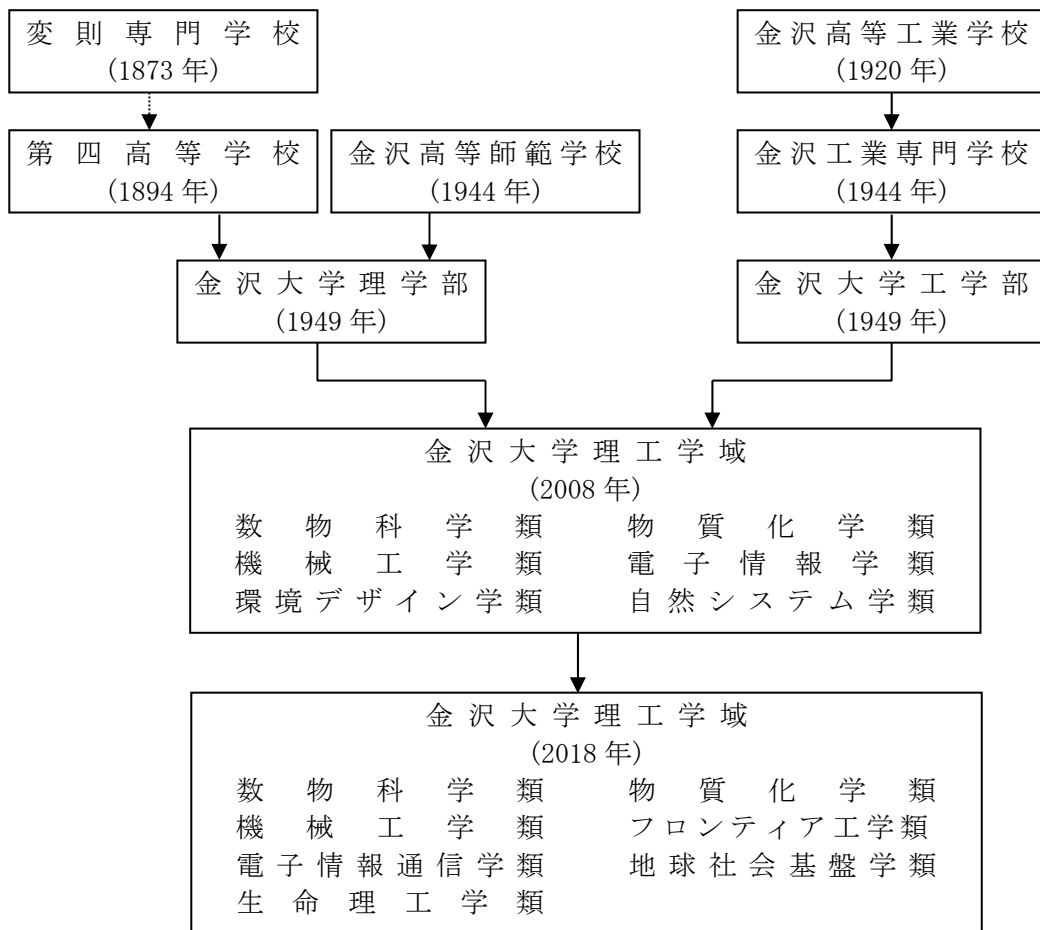 変則専門学校
(1873年)
金沢高等工業学校
(1920年)
第四高等学校
(1894年)
金沢高等師範学校
(1944年)
金沢工業専門学校
(1944年)
金沢大学理学部
(1949年)
金沢大学工学部
(1949年)
金沢大学理工学域
(2008年)
数物科学類 物質化学類
機械工学類 電子情報学類
環境デザイン学類 自然システム学類
金沢大学理工学域
(2018年)
数物科学類 物質化学類
機械工学類 フロンティア工学類
電子情報通信学類 地球社会基盤学類
生命理工学類